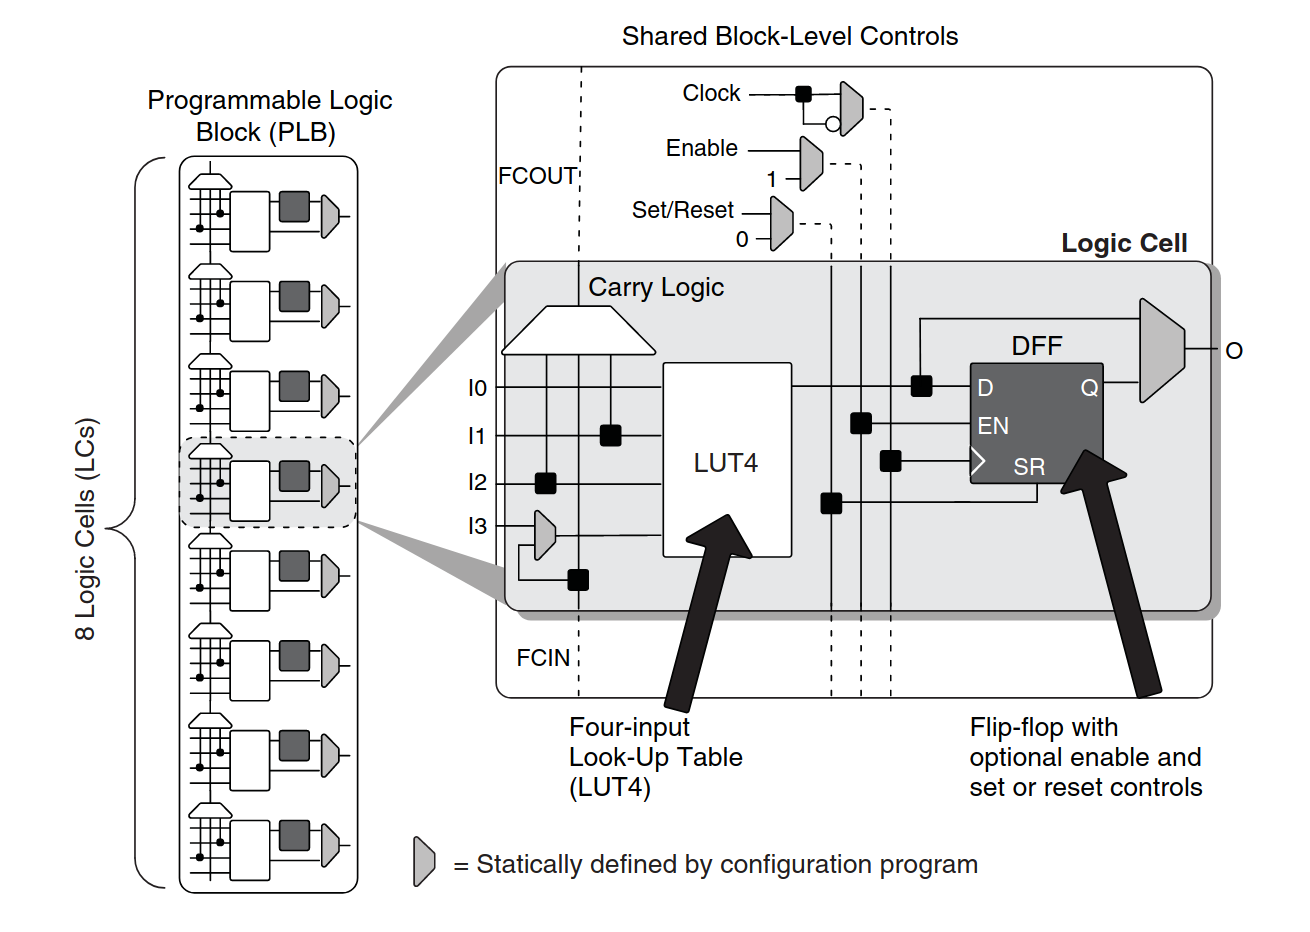 Shared Block-Level Controls
Programmable Logic
Block (PLB)
8 Logic Cells (LCs)
Clock
Enable
1
FCOUT
Set/Reset
0
Logic Cell
Carry Logic
I0
I1
I2
I3
LUT4
DFF
D
Q
EN
SR
O
FCIN
Four-input
Look-Up Table
(LUT4)
Flip-flop with
optional enable and
set or reset controls
= Statically defined by configuration program